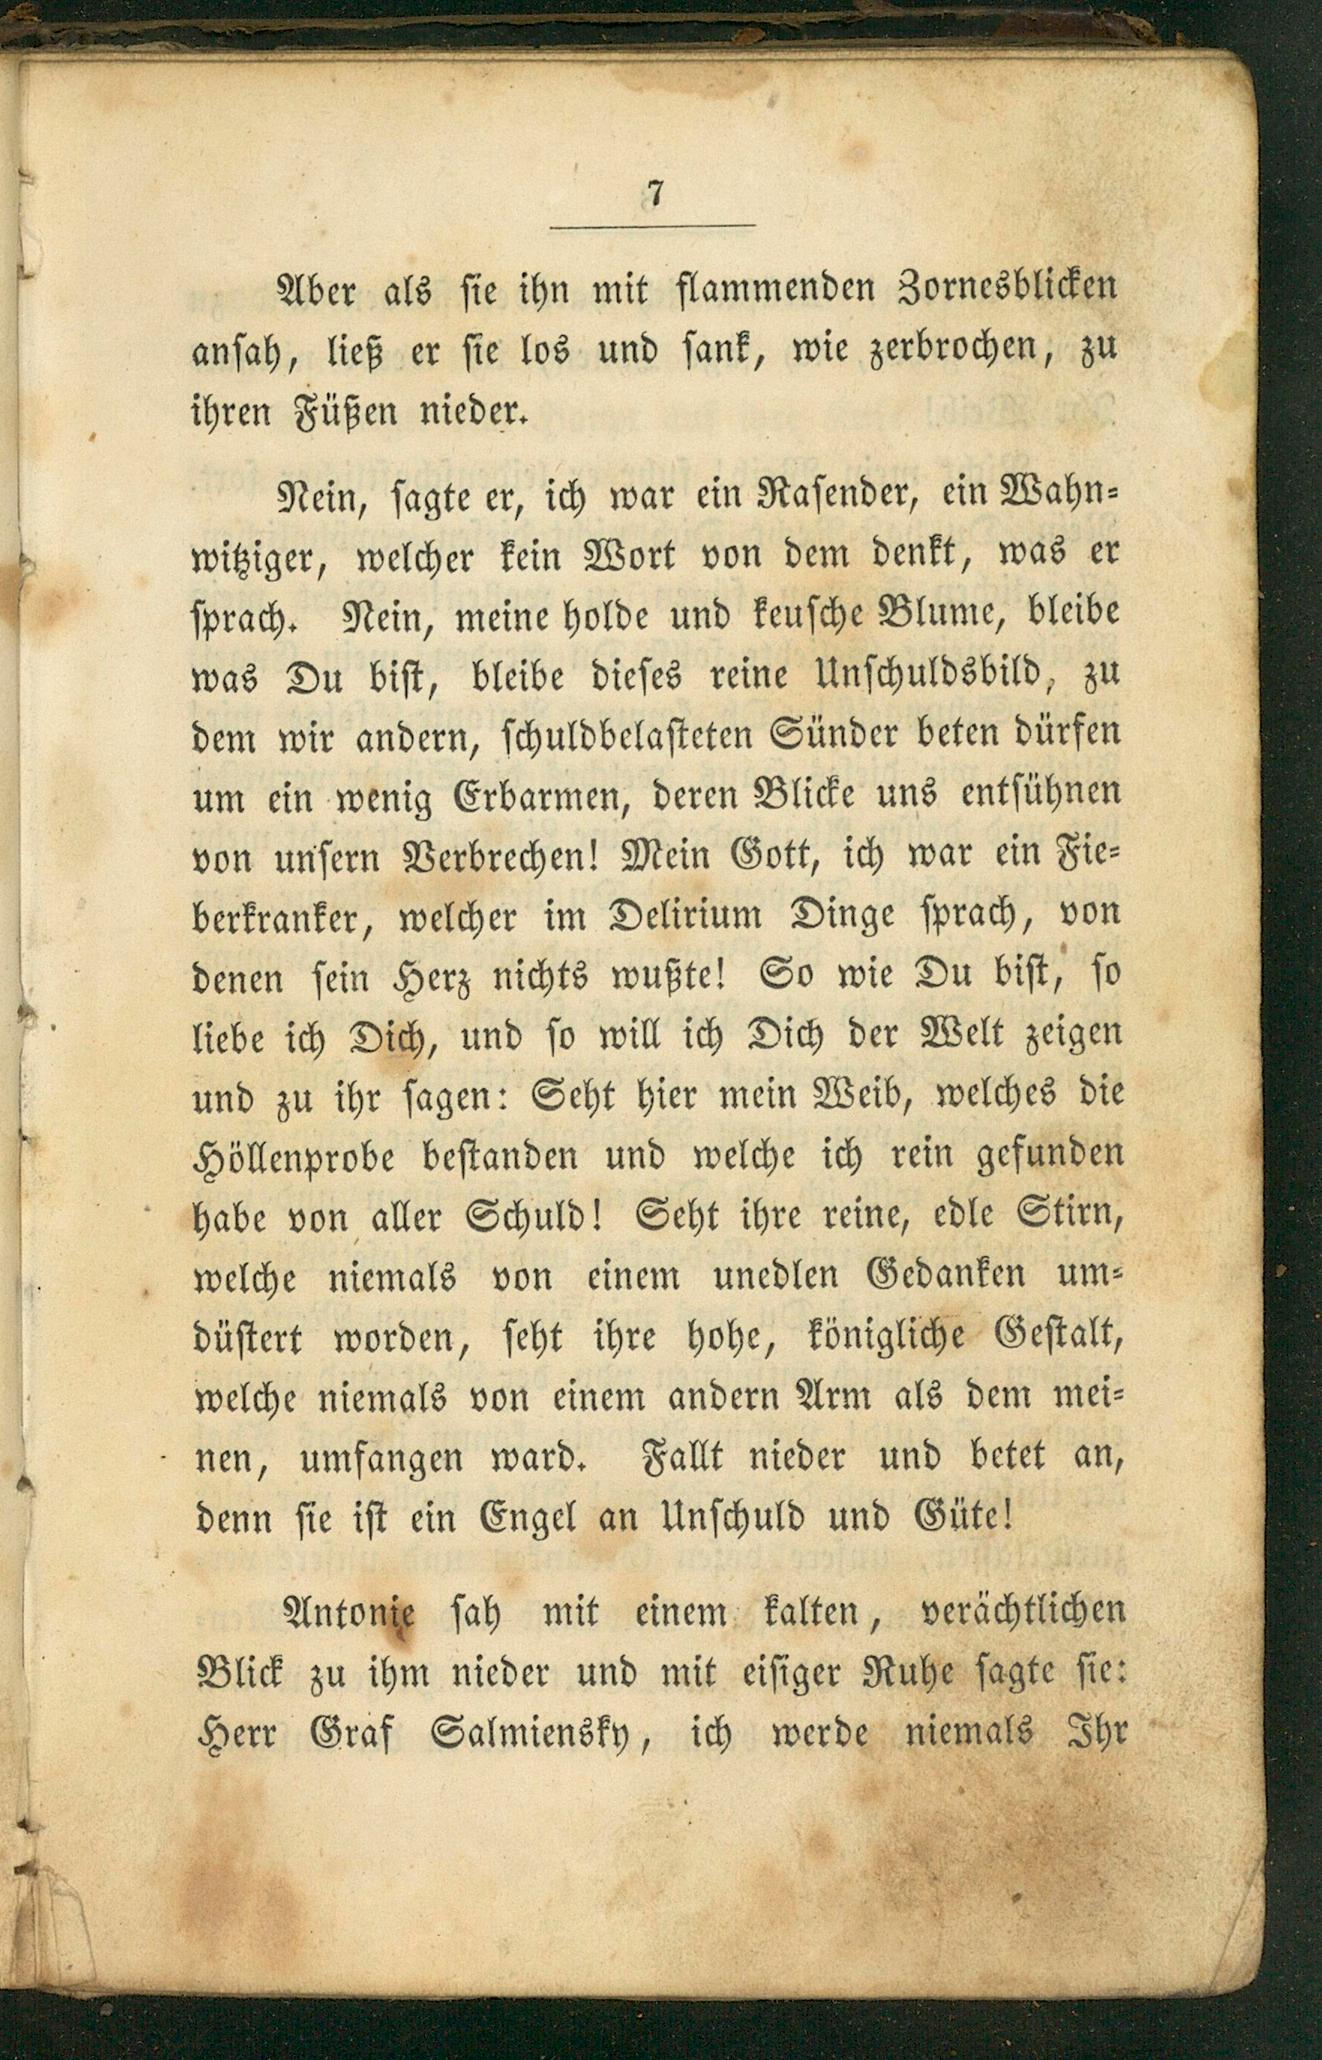 7
Aber als sie ihn mit flammenden Zornesblicken
ansah, ließ er sie los und sank, wie zerbrochen, zu
ihren Füßen nieder.
Nein, sagte er, ich war ein Rasender, ein Wahn-
witziger, welcher kein Wort von dem denkt, was er
sprach. Nein, meine holde und keusche Blume, bleibe
was Du bist, bleibe dieses reine Unschuldsbild, zu
dem wir andern, schuldbelasteten Sünder beten dürfen
um ein wenig Erbarmen, deren Blicke uns entsühnen
von unsern Verbrechen! Mein Gott, ich war ein Fie-
berkranker, welcher im Delirium Dinge sprach, von
denen sein Herz nichts wußte! So wie Du bist, so
liebe ich Dich, und so will ich Dich der Welt zeigen
und zu ihr sagen: Seht hier mein Weib, welches die
Höllenprobe bestanden und welche ich rein gefunden
habe von aller Schuld! Seht ihre reine, edle Stirn,
welche niemals von einem unedlen Gedanken um-
düstert worden, seht ihre hohe, königliche Gestalt,
welche niemals von einem andern Arm als dem mei-
nen, umfangen ward. Fallt nieder und betet an,
denn sie ist ein Engel an Unschuld und Güte!
Antonie sah mit einem kalten, verächtlichen
Blick zu ihm nieder und mit eisiger Ruhe sagte sie:
Herr Graf Salmiensky, ich werde niemals Ihr